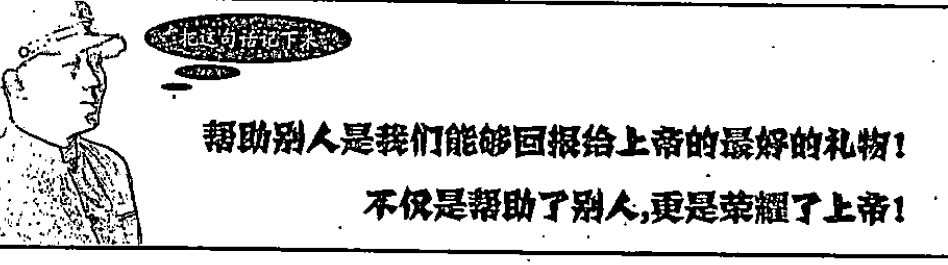 把这句话记下来
帮助别人是我们能够回报给上帝的最好的礼物!
不仅是帮助了别人,更是荣耀了上帝!